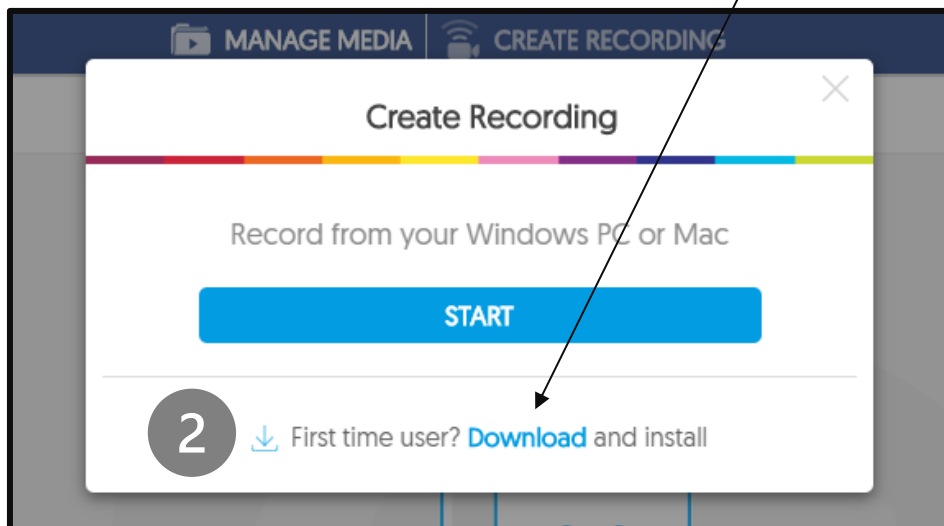 MANAGE MEDIA CREATE RECORDING
Create Recording
Record from your Windows PC or Mac
START
2 First time user? Download and install